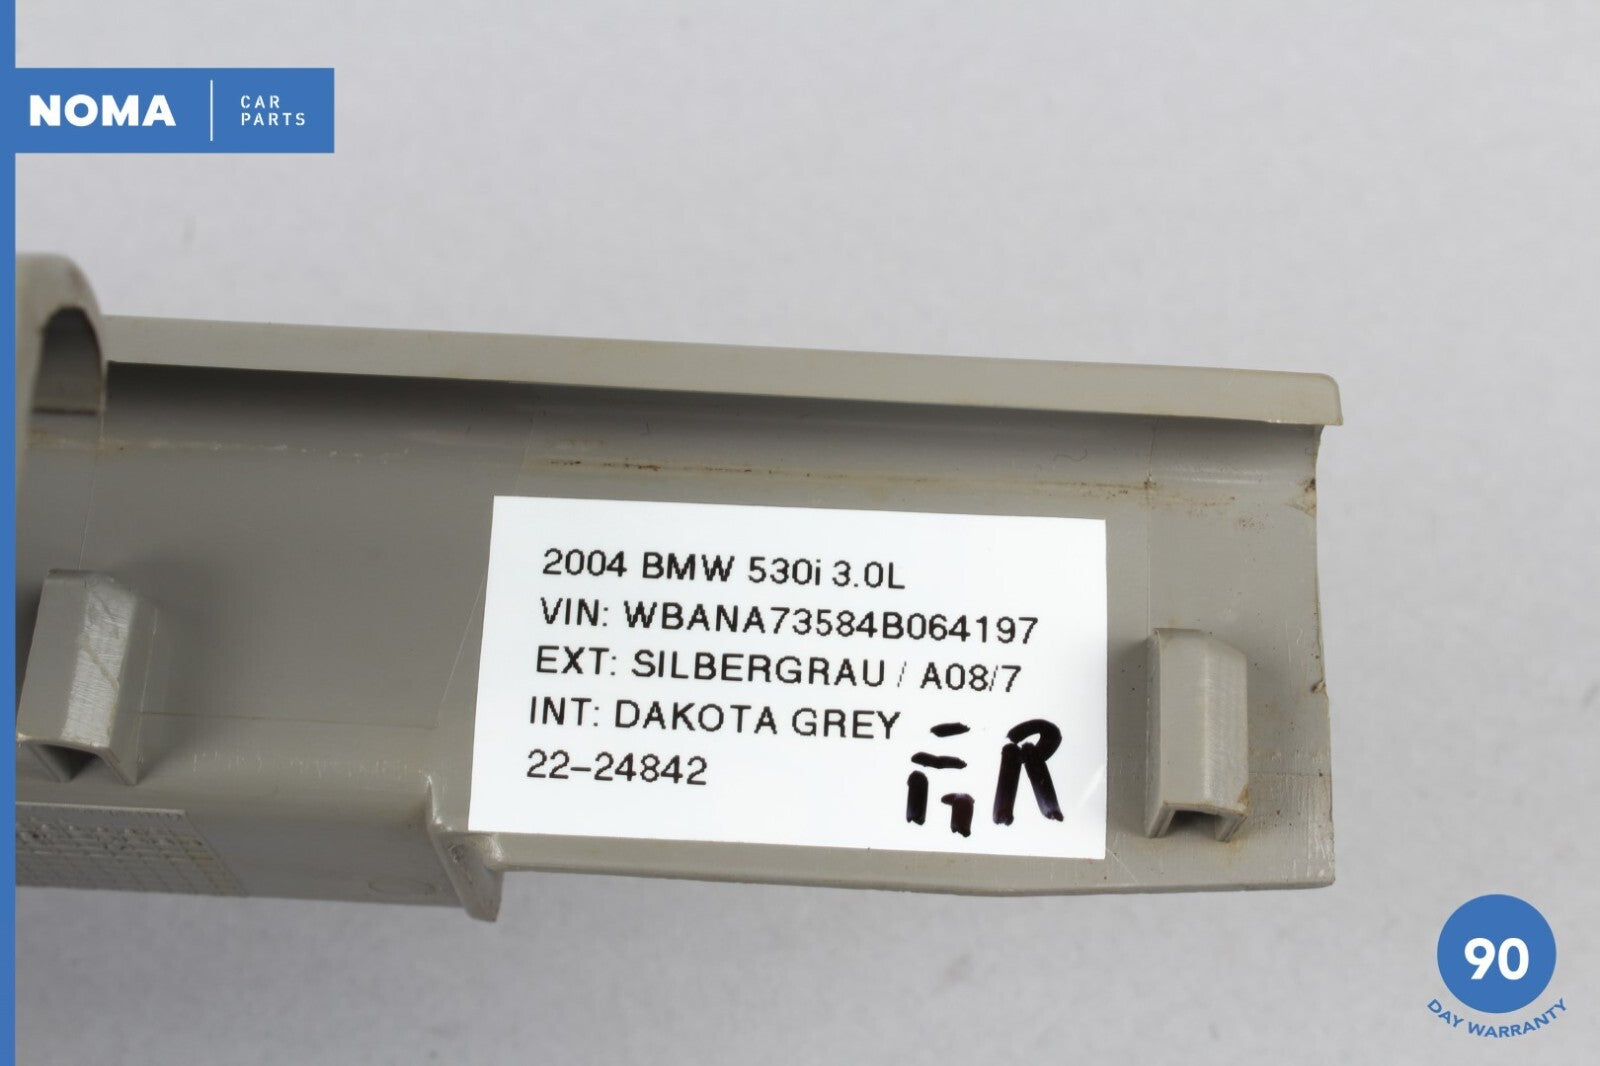 NOMA
CAR
PARTS
2004 BMW 530i 3.0L
VIN: WBANA73584B064197
EXT: SILBERGRAU / A08/7
INT: DAKOTA GREY
22-24842
R
90
DAY WARRANTY